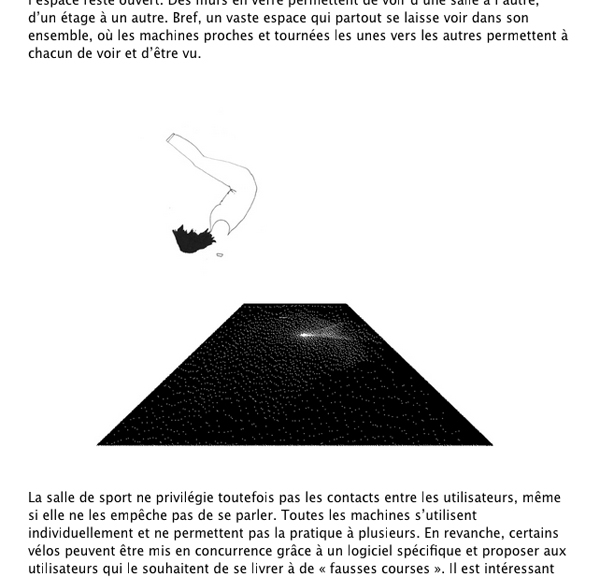 l'espace reste ouvert. Des murs en verre permettent de voir d'une salle à l'autre,
d'un étage à un autre. Bref, un vaste espace qui partout se laisse voir dans son
ensemble, où les machines proches et tournées les unes vers les autres permettent à
chacun de voir et d'être vu.
La salle de sport ne privilégie toutefois pas les contacts entre les utilisateurs, même
si elle ne les empêche pas de se parler. Toutes les machines s'utilisent
individuellement et ne permettent pas la pratique à plusieurs. En revanche, certains
vélos peuvent être mis en concurrence grâce à un logiciel spécifique et proposer aux
utilisateurs qui le souhaitent de se livrer à de « fausses courses ». Il est intéressant